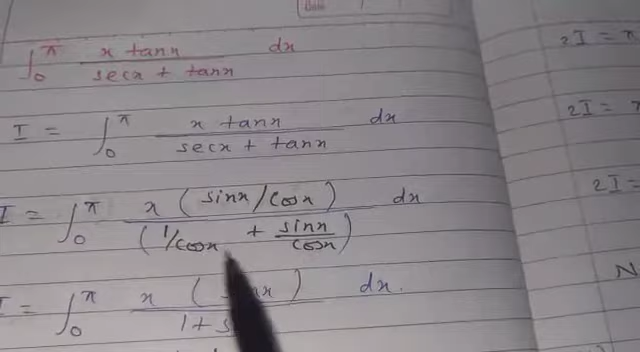 ∫₀^π x tanx / secx + tanx dx
I = ∫₀^π x tanx / secx + tanx dx
I = ∫₀^π x (sinx/cosx) / (1/cosx + sinx/cosx) dx
I = ∫₀^π x ( ) / 1 + dx.
2I = π
2I =
2I =
N